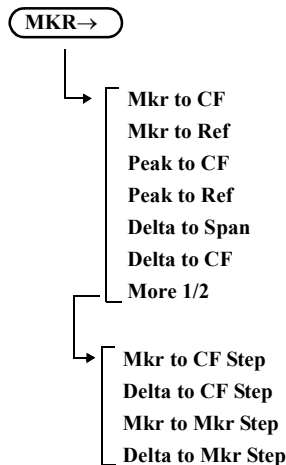 MKR→
Mkr to CF
Mkr to Ref
Peak to CF
Peak to Ref
Delta to Span
Delta to CF
More 1/2
Mkr to CF Step
Delta to CF Step
Mkr to Mkr Step
Delta to Mkr Step